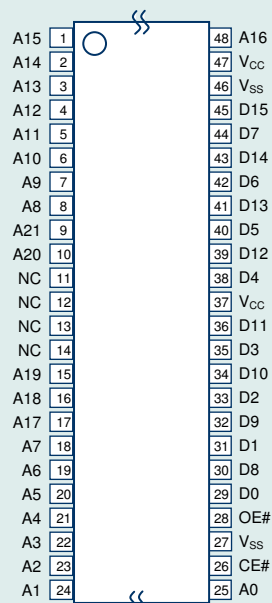 A15 1 48 A16
A14 2 47 VCC
A13 3 46 VSS
A12 4 45 D15
A11 5 44 D7
A10 6 43 D14
A9 7 42 D6
A8 8 41 D13
A21 9 40 D5
A20 10 39 D12
NC 11 38 D4
NC 12 37 VCC
NC 13 36 D11
NC 14 35 D3
A19 15 34 D10
A18 16 33 D2
A17 17 32 D9
A7 18 31 D1
A6 19 30 D8
A5 20 29 D0
A4 21 28 OE#
A3 22 27 VSS
A2 23 26 CE#
A1 24 25 A0